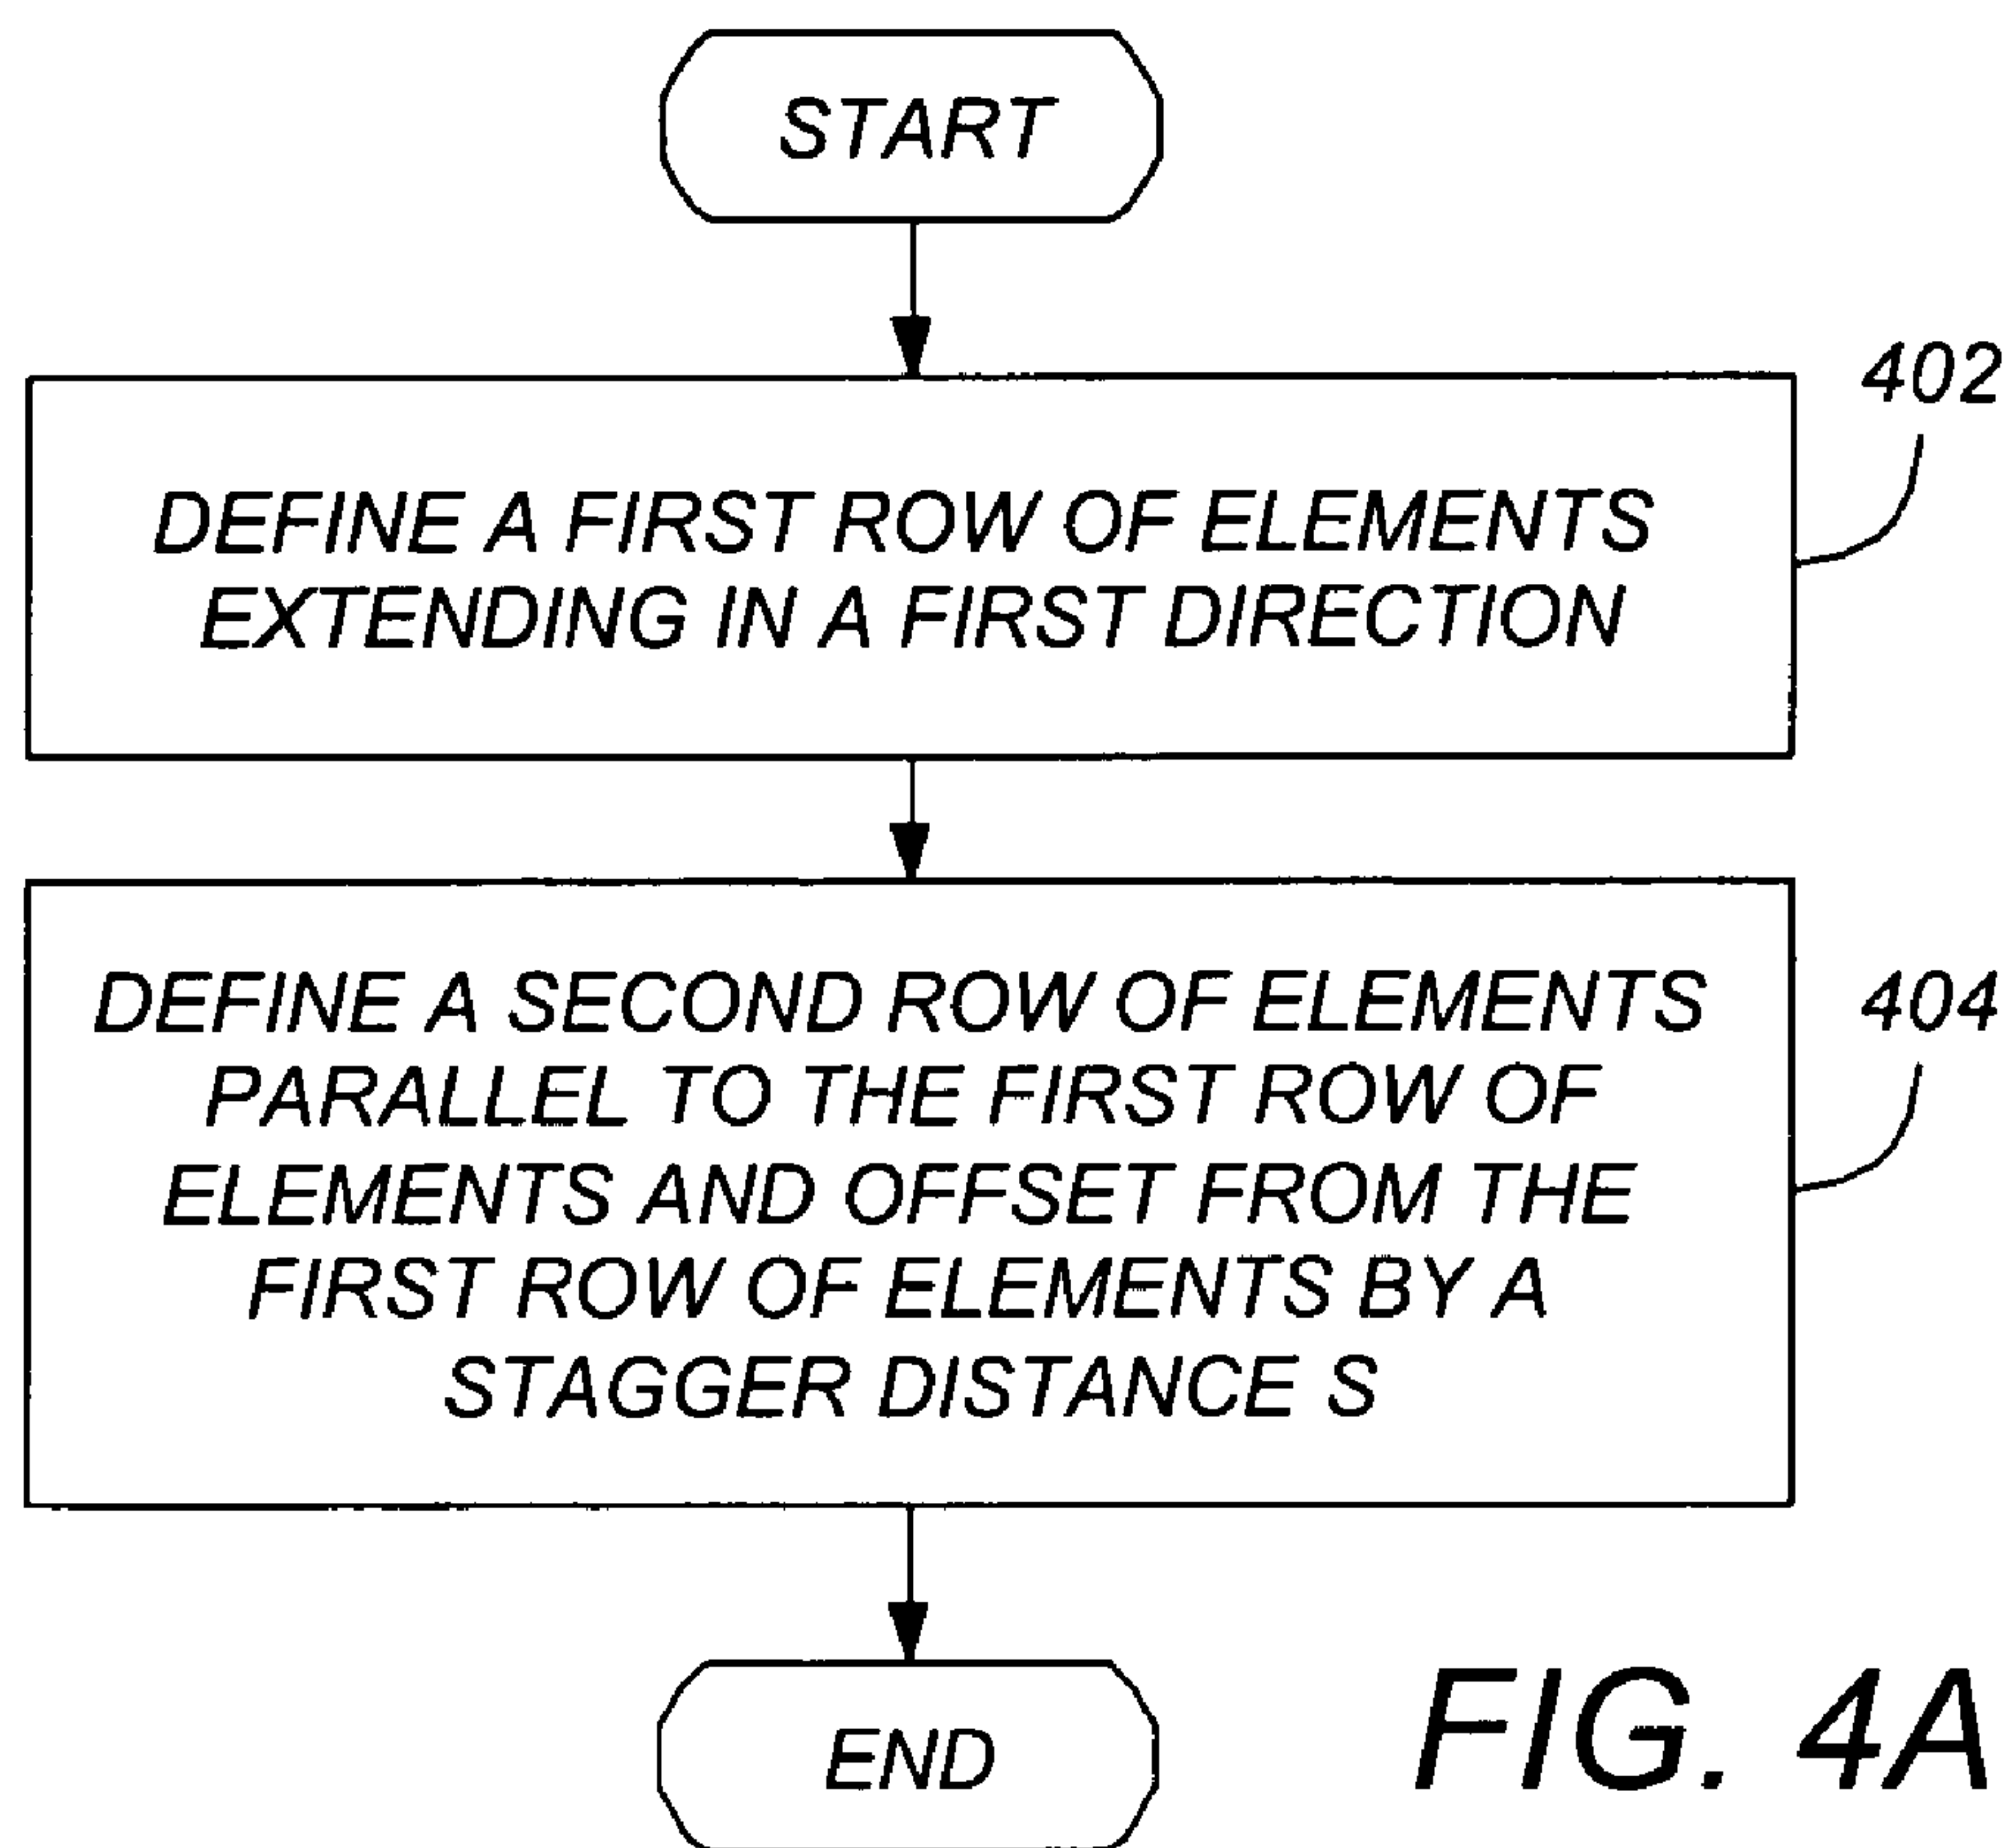 START
402
DEFINE A FIRST ROW OF ELEMENTS
EXTENDING IN A FIRST DIRECTION
404
DEFINE A SECOND ROW OF ELEMENTS
PARALLEL TO THE FIRST ROW OF
ELEMENTS AND OFFSET FROM THE
FIRST ROW OF ELEMENTS BY A
STAGGER DISTANCE S
END
FIG. 4A